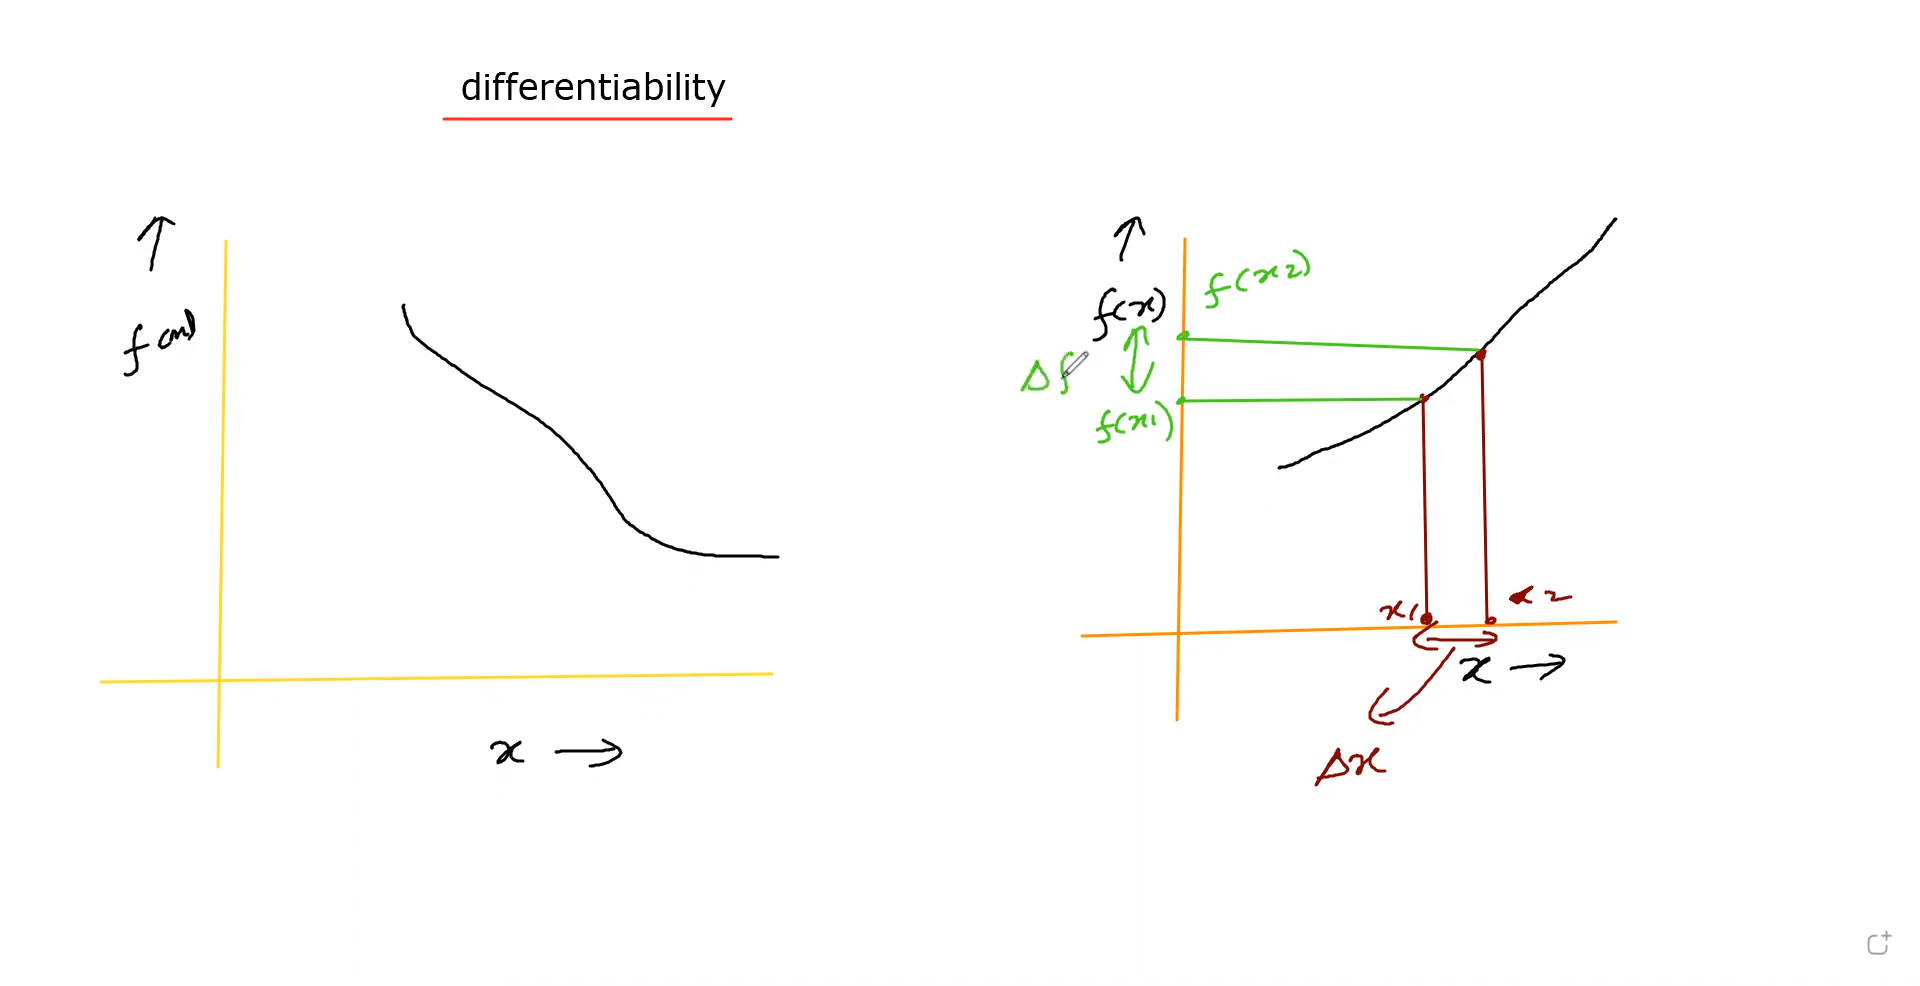 differentiability
f(x)
x
f(x2)
f(x)
Δf
f(x1)
x1
x2
x
Δx